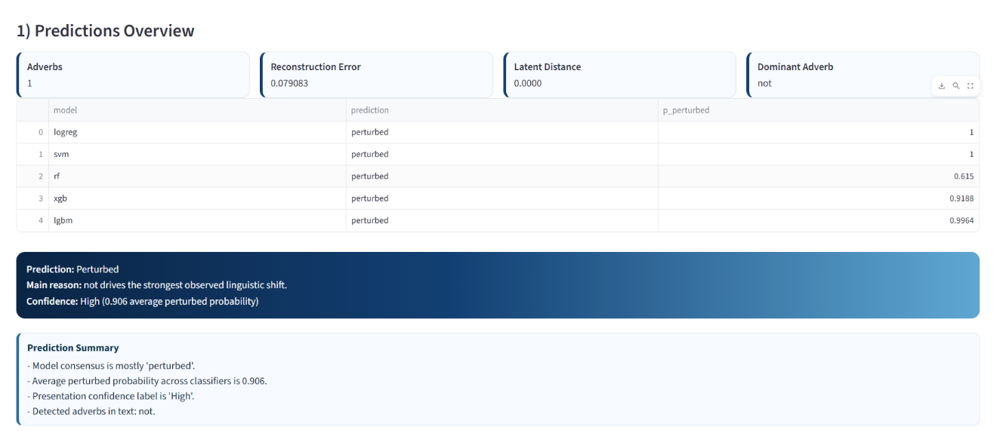 1) Predictions Overview
Adverbs
1
Reconstruction Error
0.079083
Latent Distance
0.0000
Dominant Adverb
not
model prediction p_perturbed
0 logreg perturbed 1
1 svm perturbed 1
2 rf perturbed 0.615
3 xgb perturbed 0.9188
4 lgbm perturbed 0.9964
Prediction: Perturbed
Main reason: not drives the strongest observed linguistic shift.
Confidence: High (0.906 average perturbed probability)
Prediction Summary
- Model consensus is mostly 'perturbed'.
- Average perturbed probability across classifiers is 0.906.
- Presentation confidence label is 'High'.
- Detected adverbs in text: not.